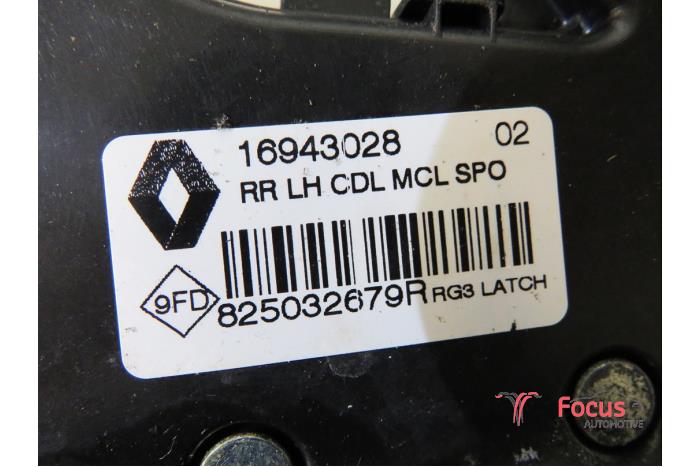 16943028 02
RR LH CDL MCL SPO
9FD
825032679R RG3 LATCH
Focus
AUTOMOTIVE